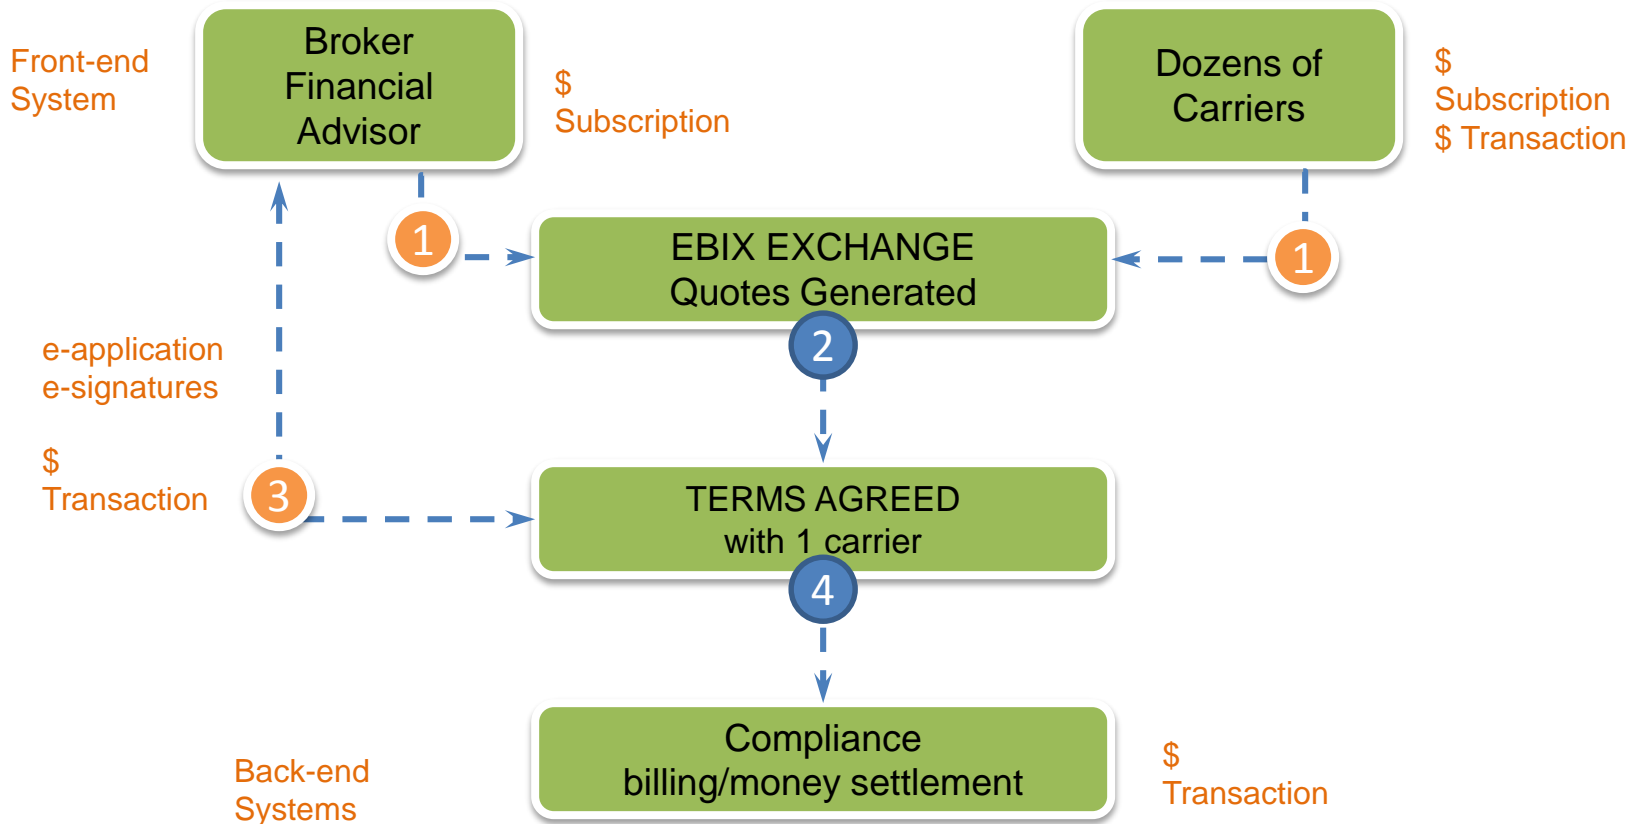 Front-end
System
Broker
Financial
Advisor
$
Subscription
Dozens of
Carriers
$
Subscription
$ Transaction
1
EBIX EXCHANGE
Quotes Generated
1
2
e-application
e-signatures
$
Transaction
3
TERMS AGREED
with 1 carrier
4
Back-end
Systems
Compliance
billing/money settlement
$
Transaction